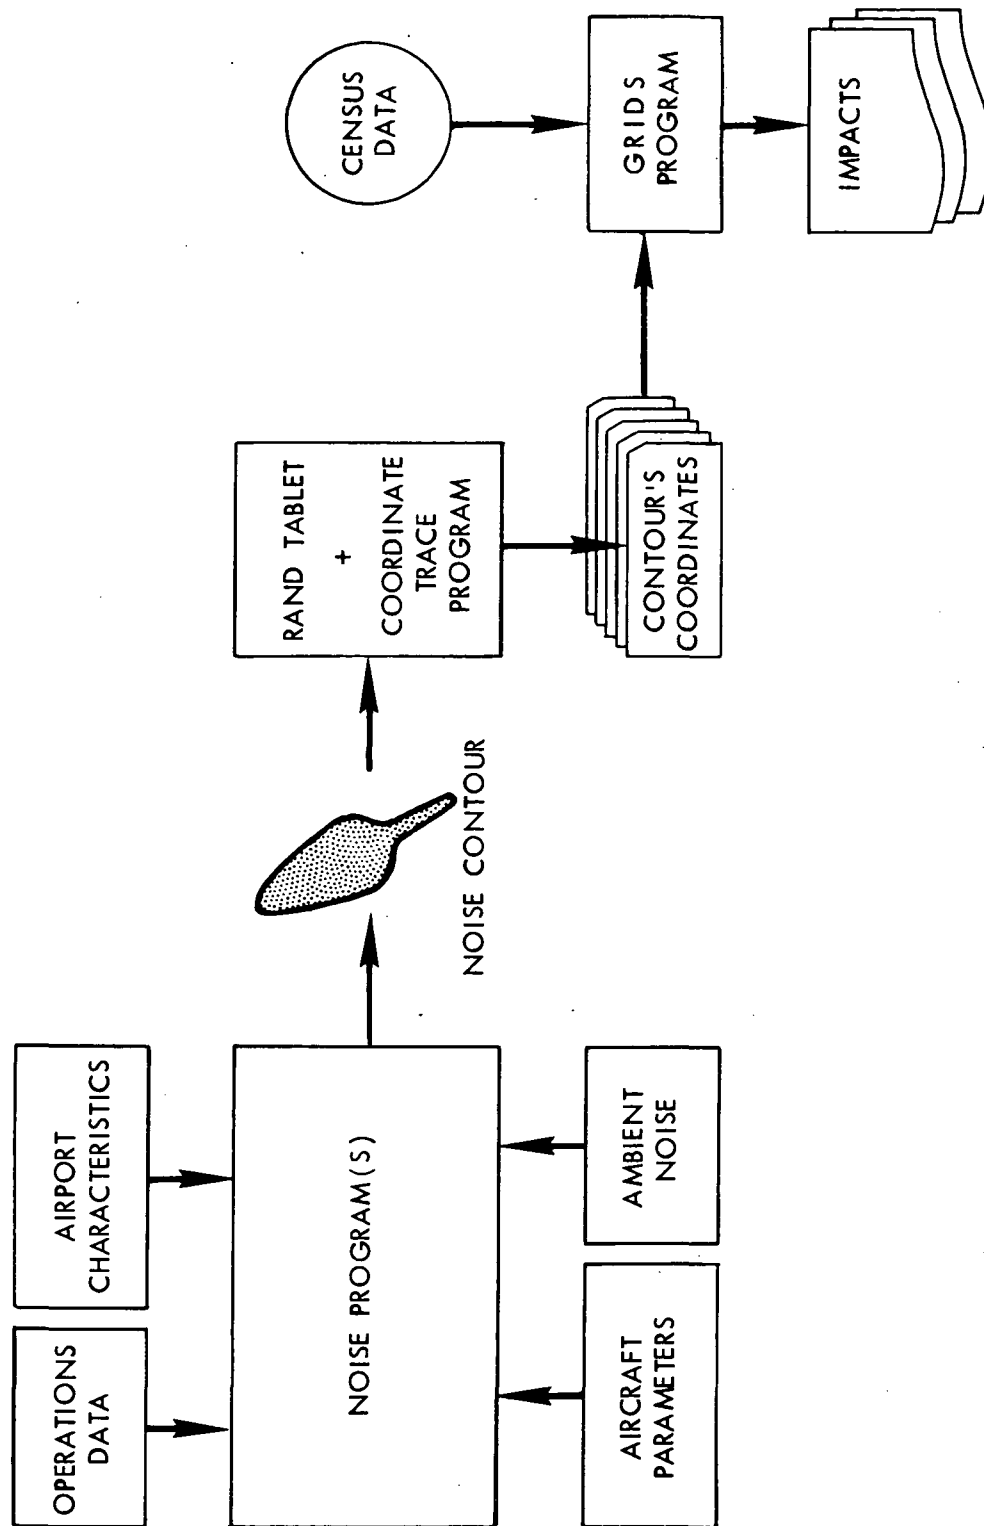 OPERATIONS
DATA
AIRPORT
CHARACTERISTICS
NOISE PROGRAM(S)
AIRCRAFT
PARAMETERS
AMBIENT
NOISE
NOISE CONTOUR
RAND TABLET
+
COORDINATE
TRACE
PROGRAM
CONTOUR'S
COORDINATES
CENSUS
DATA
GRIDS
PROGRAM
IMPACTS